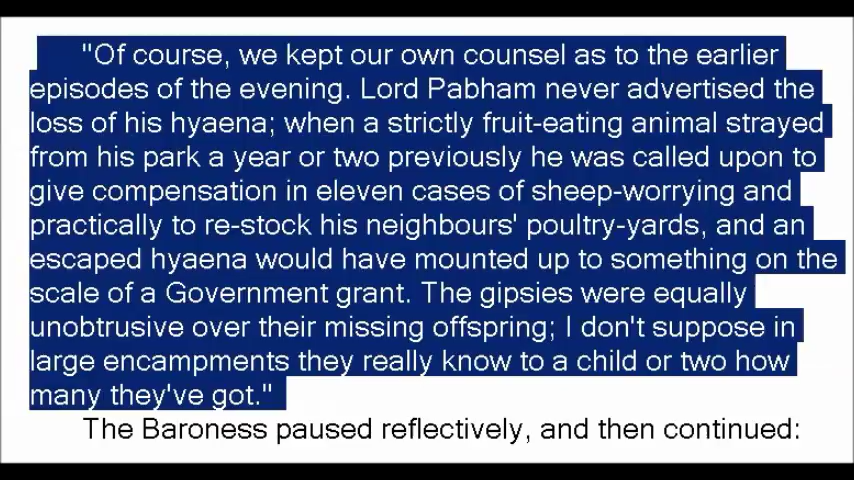 "Of course, we kept our own counsel as to the earlier
episodes of the evening. Lord Pabham never advertised the
loss of his hyaena; when a strictly fruit-eating animal strayed
from his park a year or two previously he was called upon to
give compensation in eleven cases of sheep-worrying and
practically to re-stock his neighbours' poultry-yards, and an
escaped hyaena would have mounted up to something on the
scale of a Government grant. The gipsies were equally
unobtrusive over their missing offspring; I don't suppose in
large encampments they really know to a child or two how
many they've got."
The Baroness paused reflectively, and then continued: